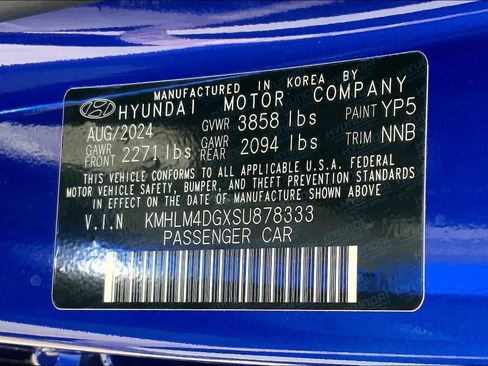 MANUFACTURED IN KOREA BY
HYUNDAI MOTOR COMPANY
AUG/2024 GVWR 3858 lbs PAINT YP5
GAWR FRONT 2271 lbs GAWR REAR 2094 lbs TRIM NNB
THIS VEHICLE CONFORMS TO ALL APPLICABLE U.S.A. FEDERAL
MOTOR VEHICLE SAFETY, BUMPER, AND THEFT PREVENTION STANDARDS
IN EFFECT ON THE DATE OF MANUFACTURE SHOWN ABOVE.
V.I.N KMHLM4DGXSU878333
PASSENGER CAR